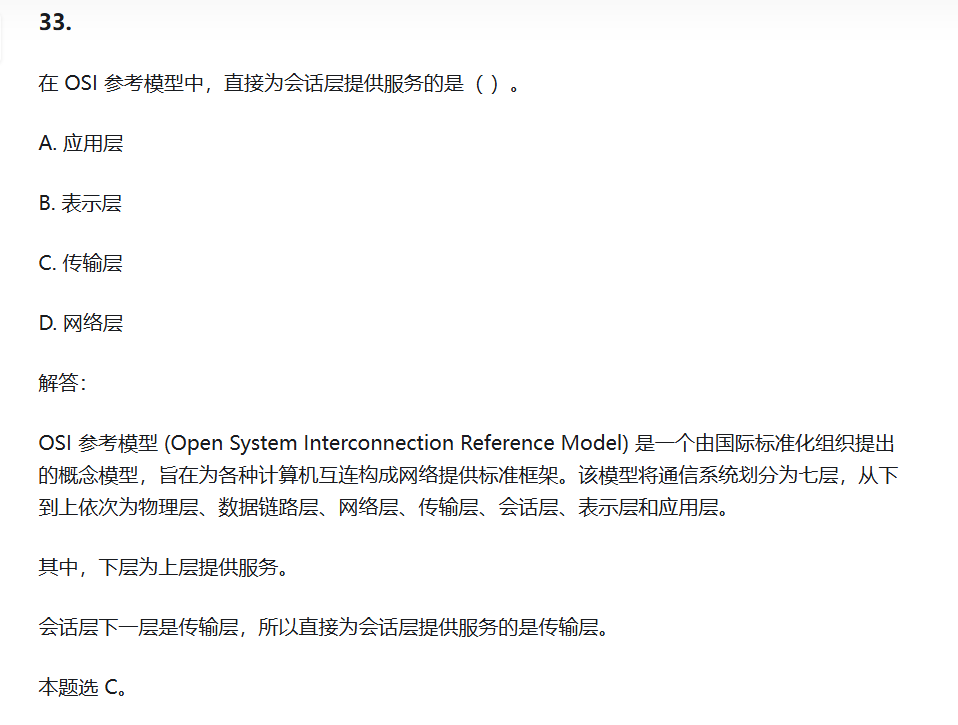 33.
在 OSI 参考模型中，直接为会话层提供服务的是（ ）。
A. 应用层
B. 表示层
C. 传输层
D. 网络层
解答：
OSI 参考模型 (Open System Interconnection Reference Model) 是一个由国际标准化组织提出
的概念模型，旨在为各种计算机互连构成网络提供标准框架。该模型将通信系统划分为七层，从下
到上依次为物理层、数据链路层、网络层、传输层、会话层、表示层和应用层。
其中，下层为上层提供服务。
会话层下一层是传输层，所以直接为会话层提供服务的是传输层。
本题选 C。